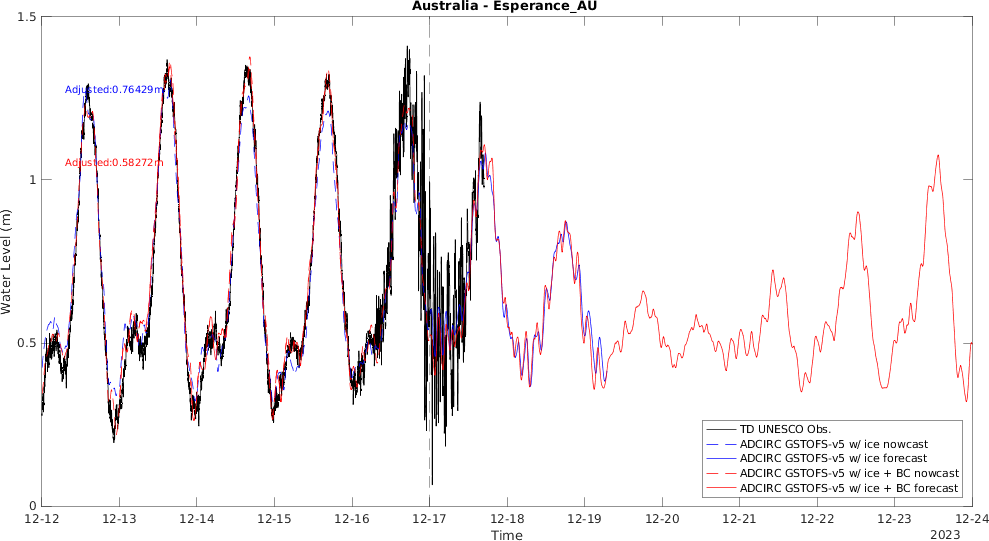 Australia - Esperance_AU
1.5
Adjusted:0.76429m
Adjusted:0.58272m
1
0.5
0
Water Level (m)
TD UNESCO Obs.
ADCIRC GSTOFS-v5 w/ ice nowcast
ADCIRC GSTOFS-v5 w/ ice forecast
ADCIRC GSTOFS-v5 w/ ice + BC nowcast
ADCIRC GSTOFS-v5 w/ ice + BC forecast
12-12 12-13 12-14 12-15 12-16 12-17 12-18 12-19 12-20 12-21 12-22 12-23 12-24
Time
2023